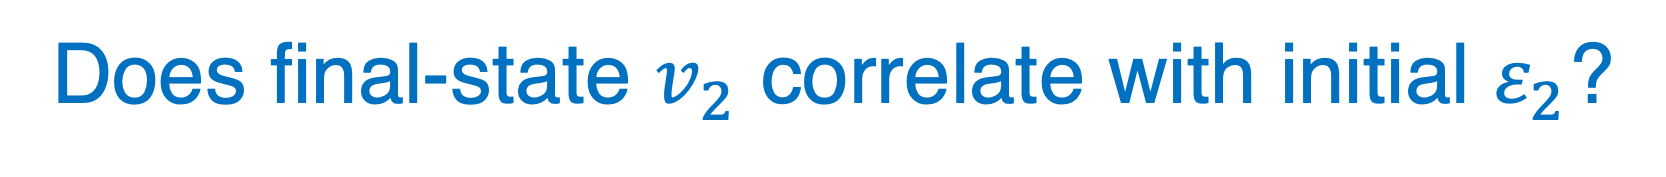 Does final-state 𝑣₂ correlate with initial 𝜀₂?